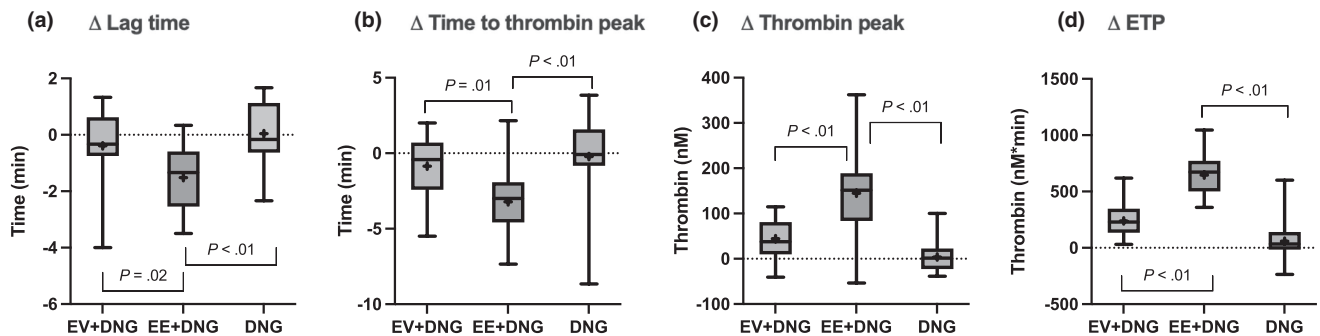 (a) Δ Lag time
Time (min)
2
0
-2
-4
-6
P < .01
P = .02
EV+DNG EE+DNG DNG
(b) Δ Time to thrombin peak
Time (min)
5
0
-5
-10
P < .01
P = .01
EV+DNG EE+DNG DNG
(c) Δ Thrombin peak
Thrombin (nM)
400
300
200
100
0
-100
P < .01
P < .01
EV+DNG EE+DNG DNG
(d) Δ ETP
Thrombin (nM*min)
1500
1000
500
0
-500
P < .01
P < .01
EV+DNG EE+DNG DNG